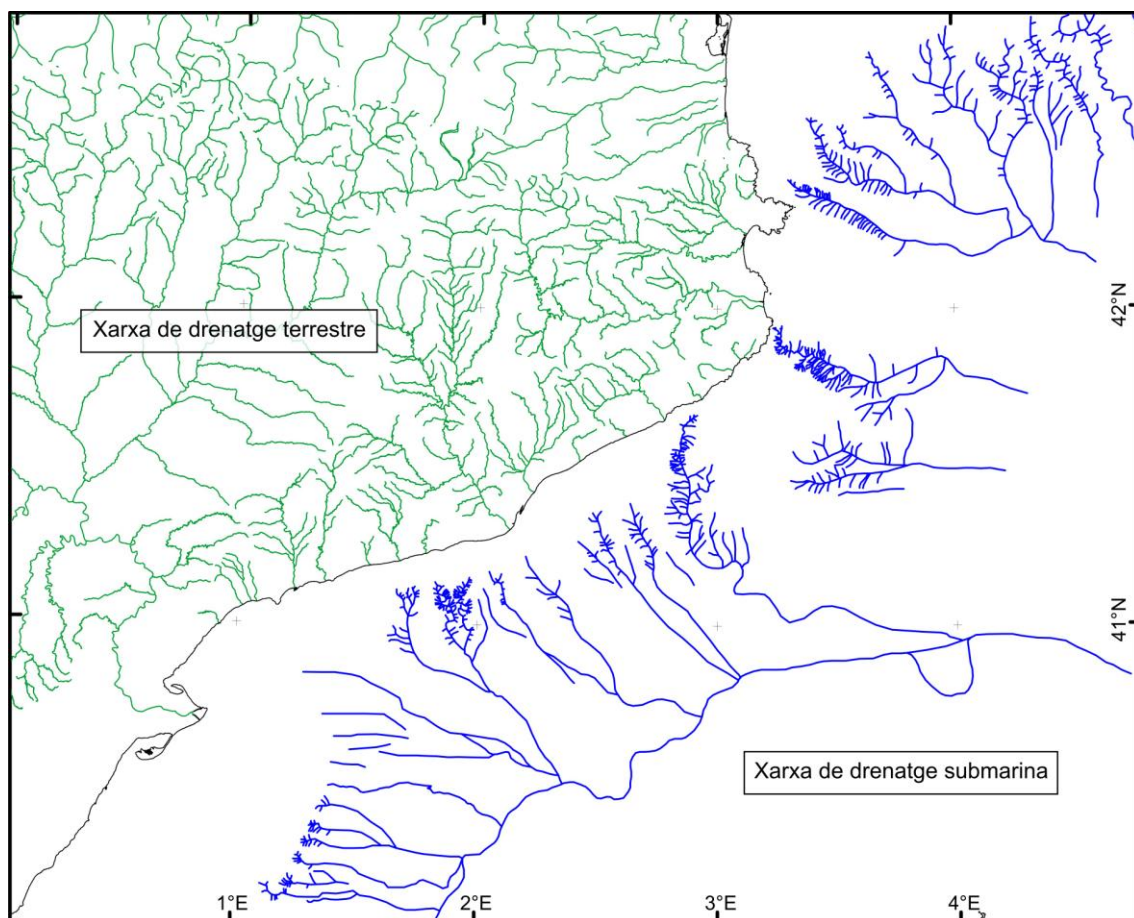 Xarxa de drenatge terrestre
42°N
41°N
Xarxa de drenatge submarina
1°E
2°E
3°E
4°E